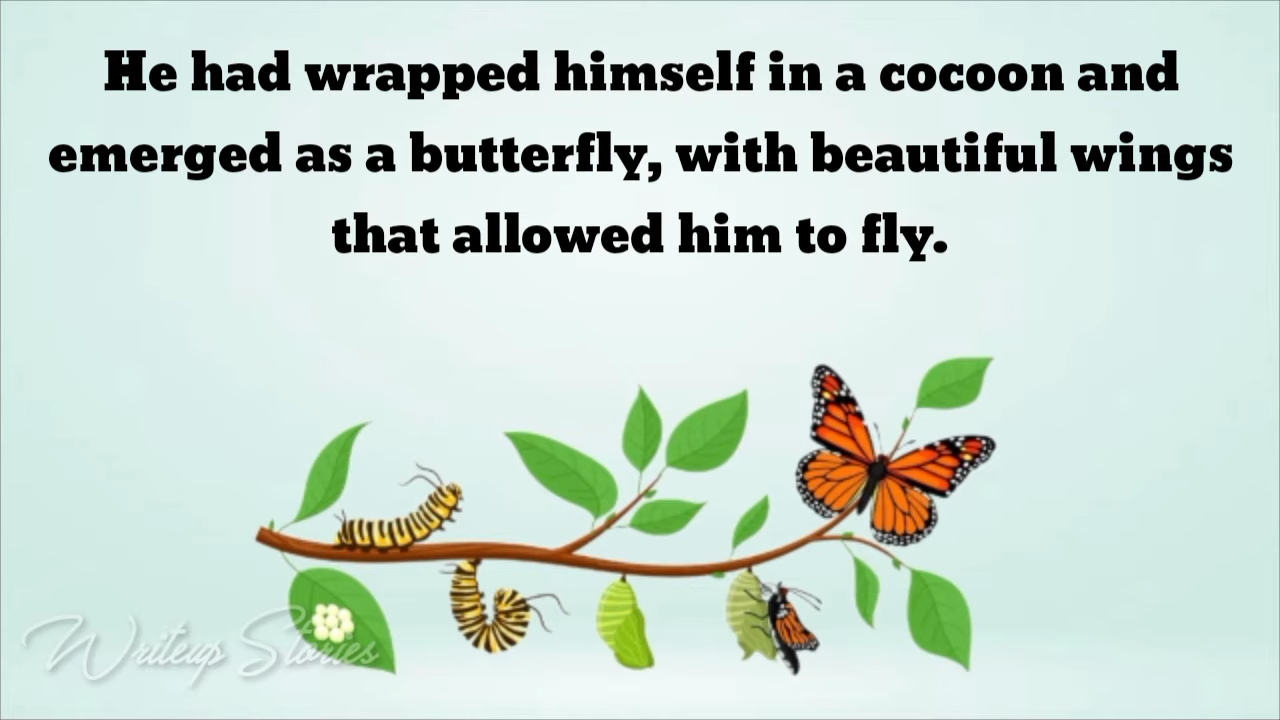 He had wrapped himself in a cocoon and
emerged as a butterfly, with beautiful wings
that allowed him to fly.
Writeup Stories